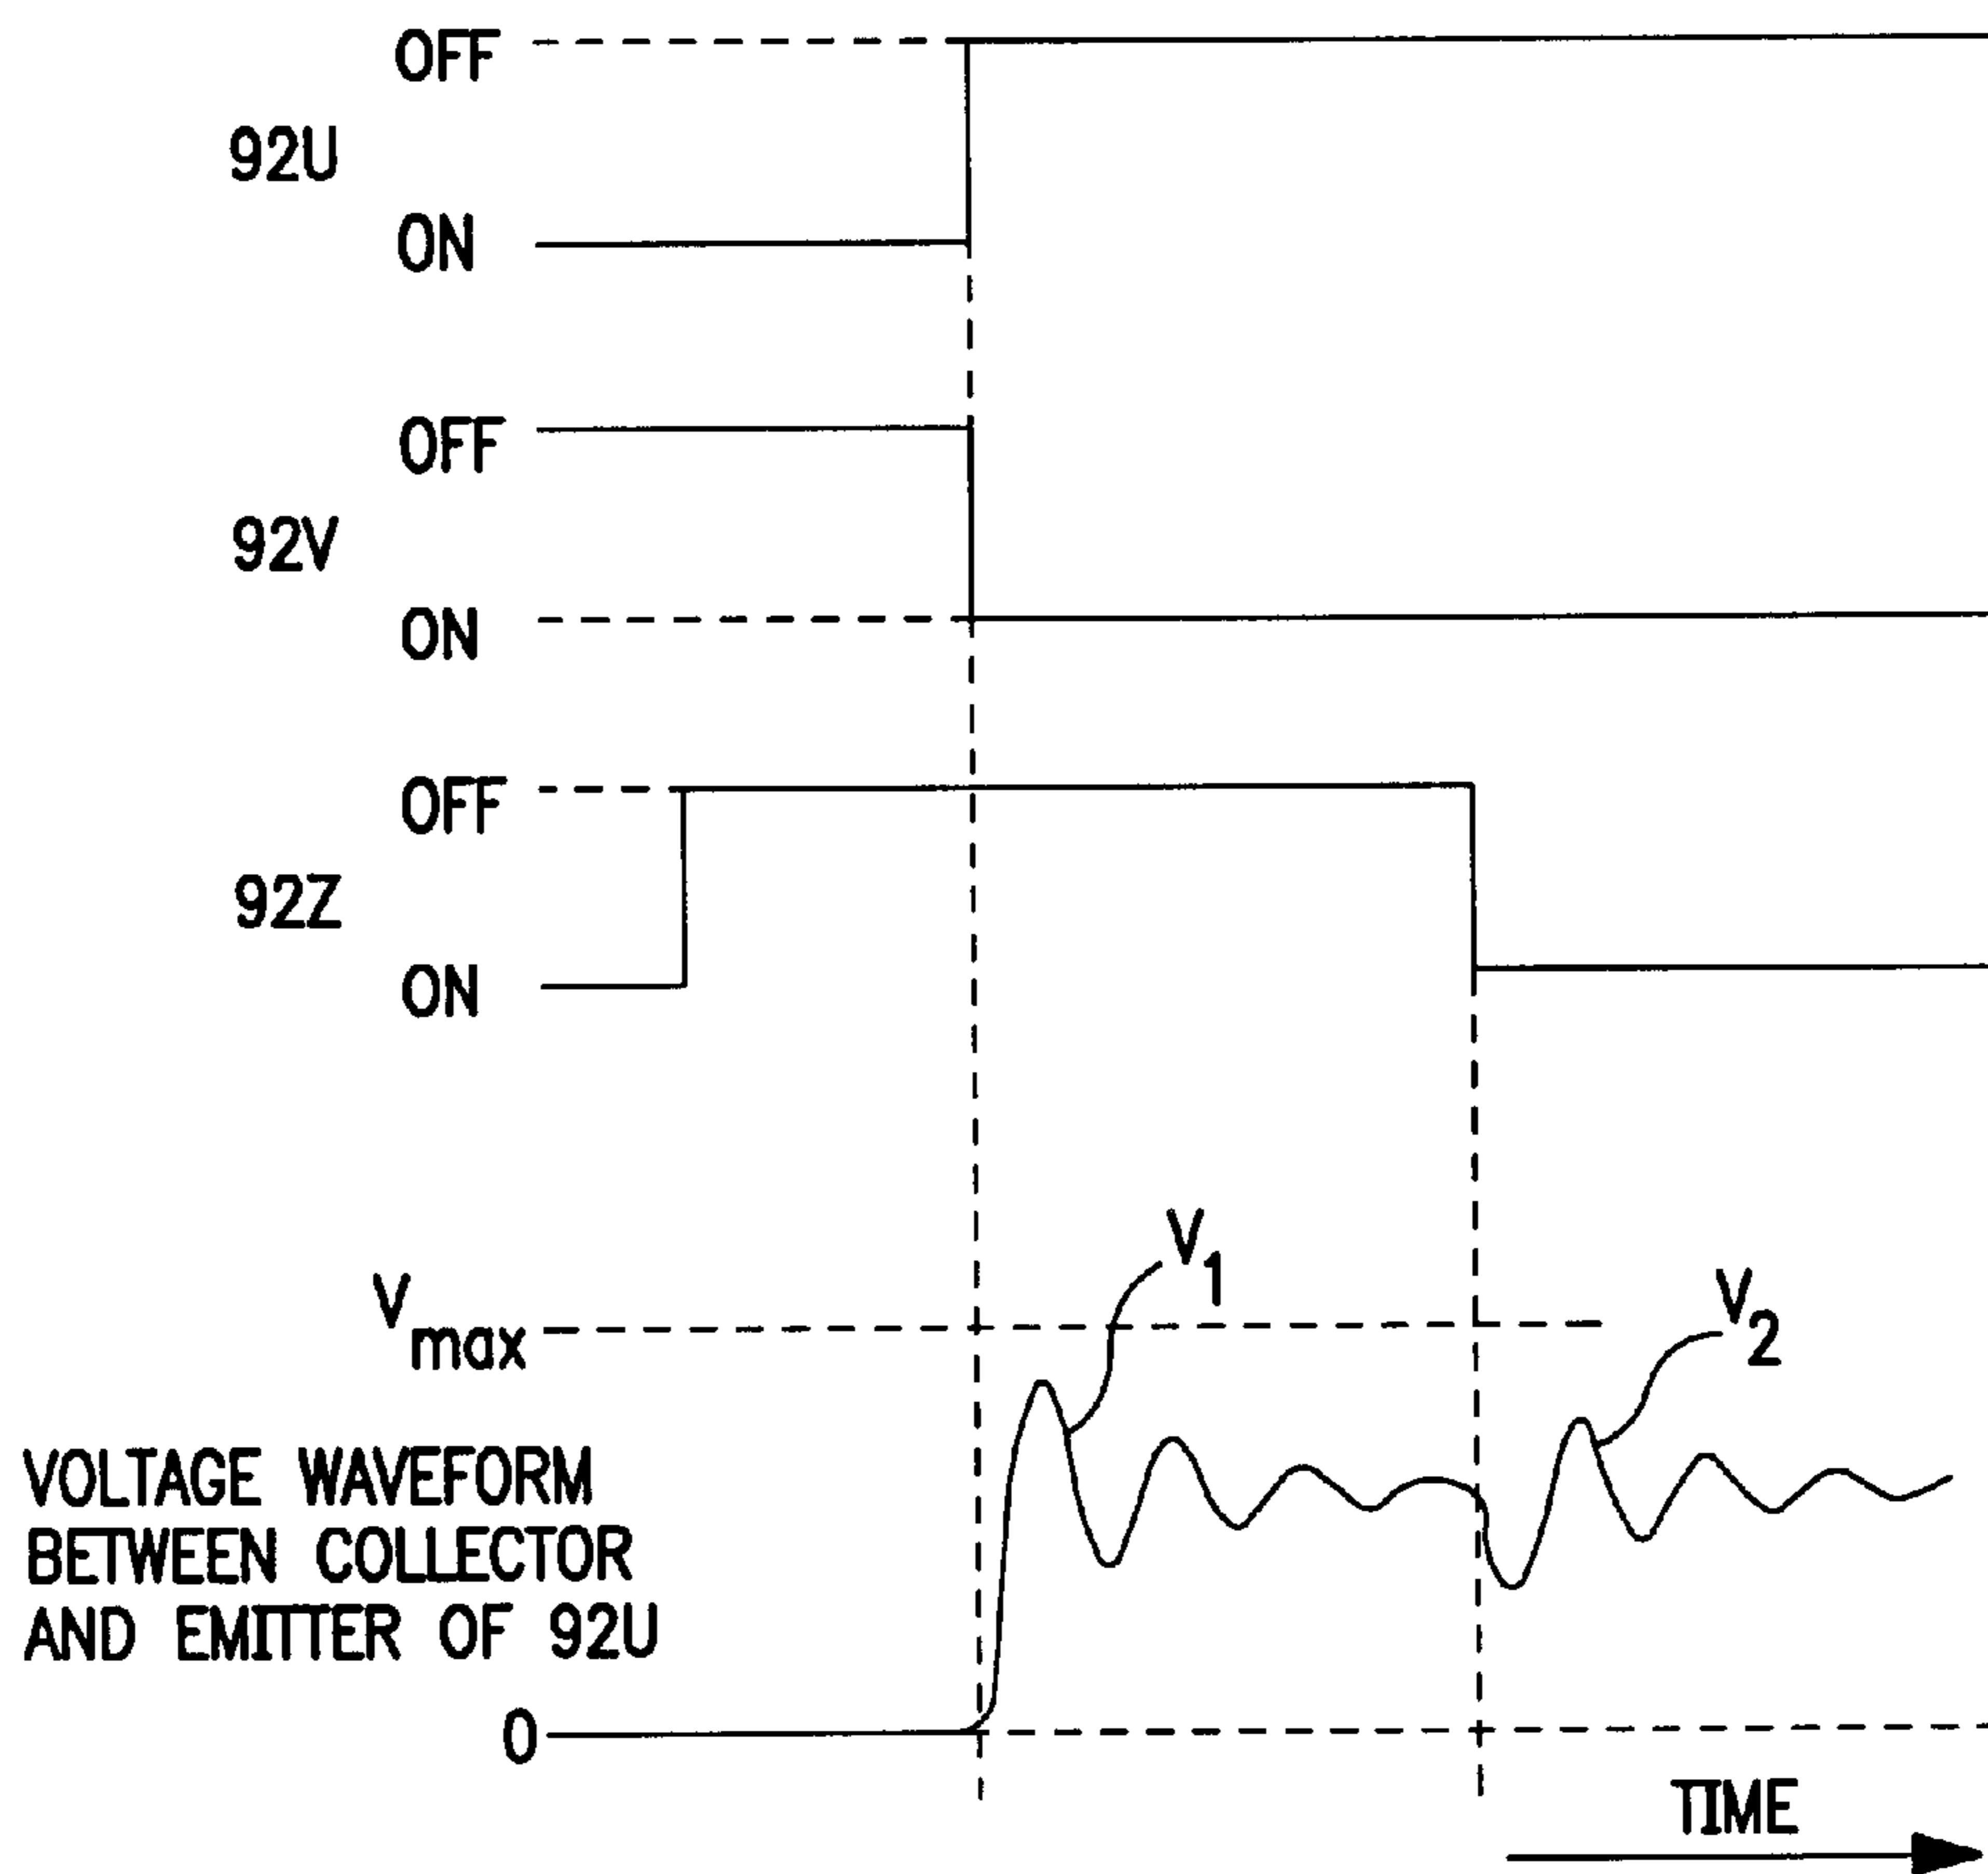 OFF
92U
ON
OFF
92V
ON
OFF
92Z
ON
V1
Vmax
V2
VOLTAGE WAVEFORM
BETWEEN COLLECTOR
AND EMITTER OF 92U
0
TIME